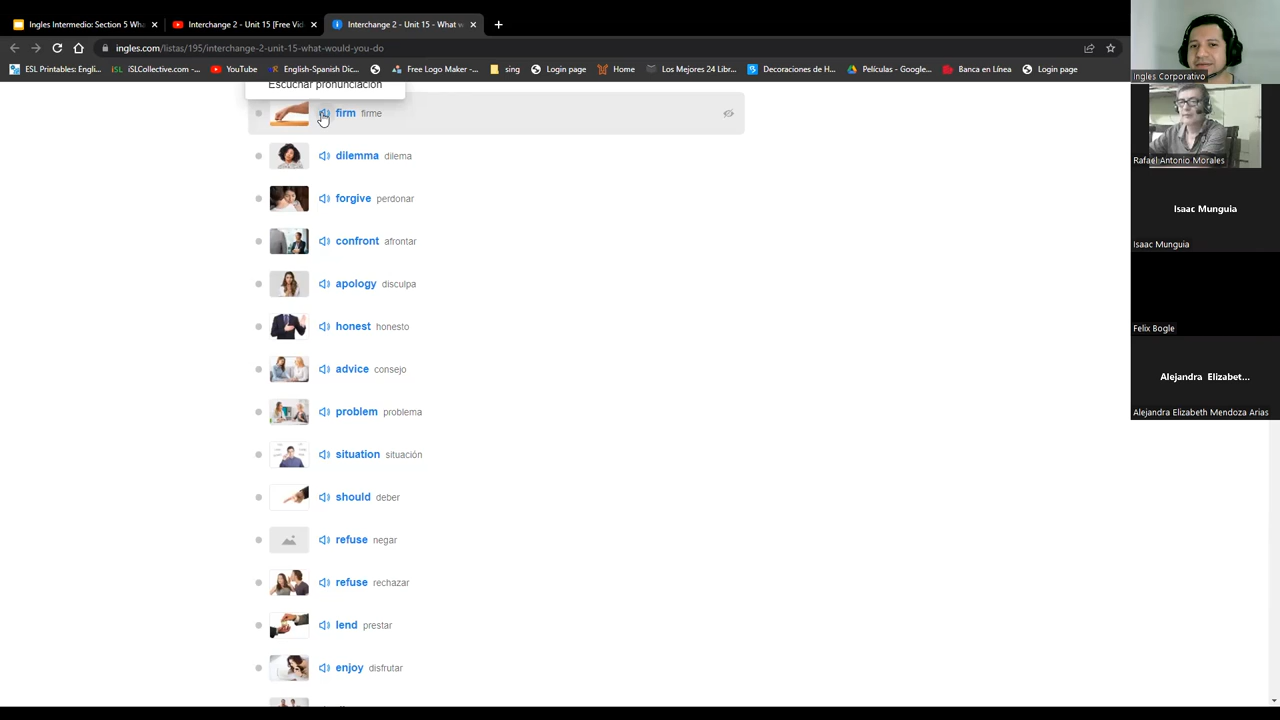 Ingles Intermedio: Section 5 Wha
Interchange 2 - Unit 15 [Free Vid
Interchange 2 - Unit 15 - What w
ingles.com/listas/195/interchange-2-unit-15-what-would-you-do
ESL Printables: Engli...
iSLCollective.com -...
YouTube
English-Spanish Dic...
Free Logo Maker -...
sng
Login page
Home
Los Mejores 24 Libr...
Decoraciones de H...
Películas - Google...
Banca en Línea
Login page
Escuchar pronunciación
firm firme
dilemma dilema
forgive perdonar
confront afrontar
apology disculpa
honest honesto
advice consejo
problem problema
situation situación
should deber
refuse negar
refuse rechazar
lend prestar
enjoy disfrutar
Ingles Corporativo
Rafael Antonio Morales
Isaac Munguia
Isaac Munguia
Felix Bogle
Alejandra Elizabet...
Alejandra Elizabeth Mendoza Arias